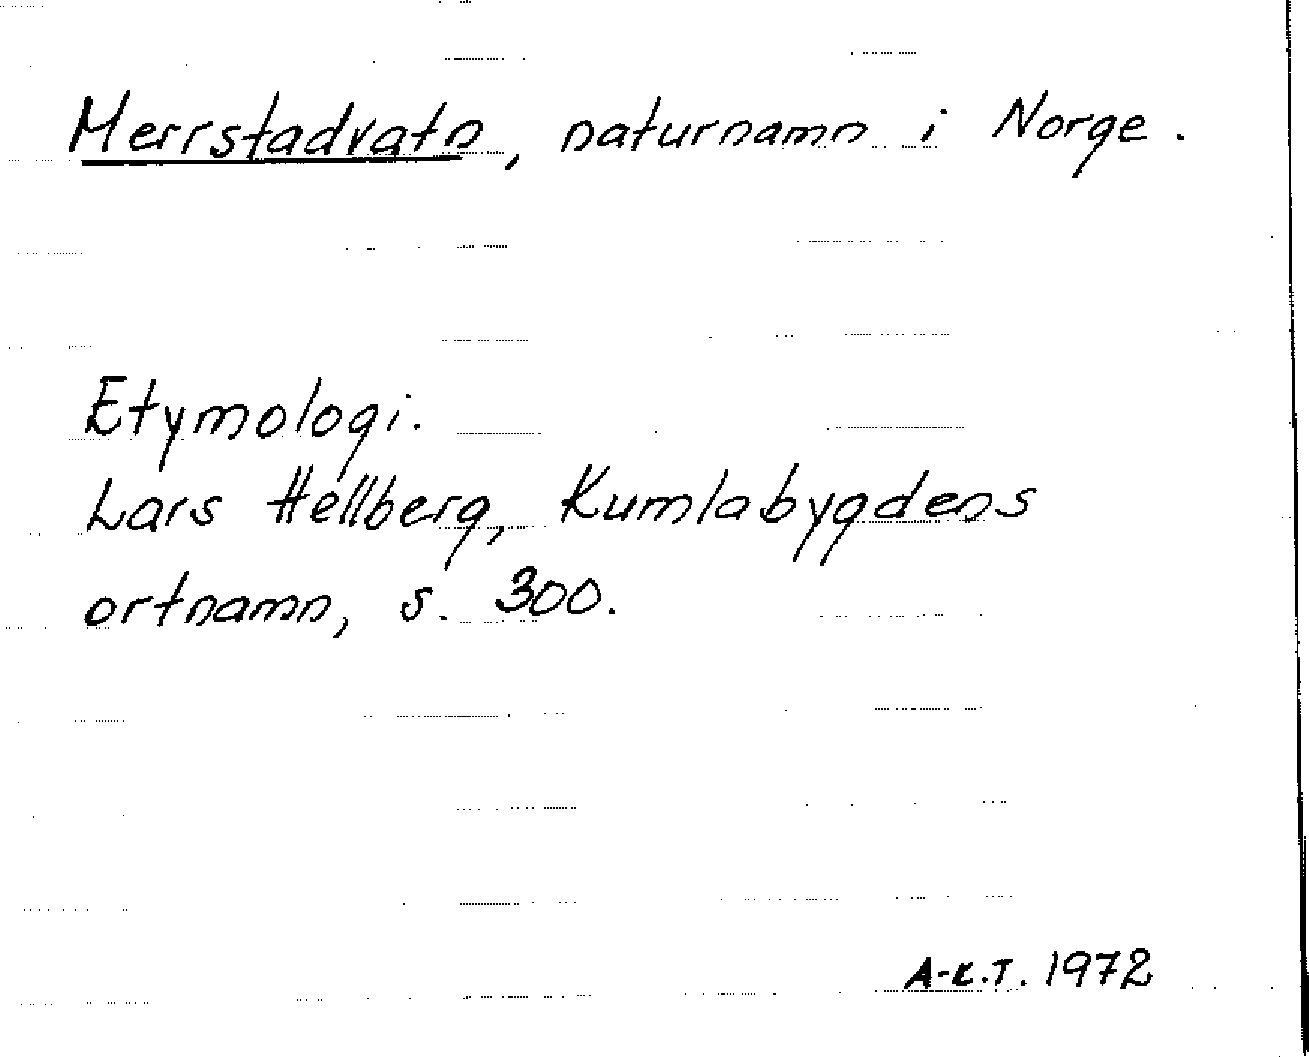 Merrstadvatn, naturnamn i Norge.
Etymologi.
Lars Hellberg, Kumlabygdens
ortnamn, s. 300.
A-K.T. 1972